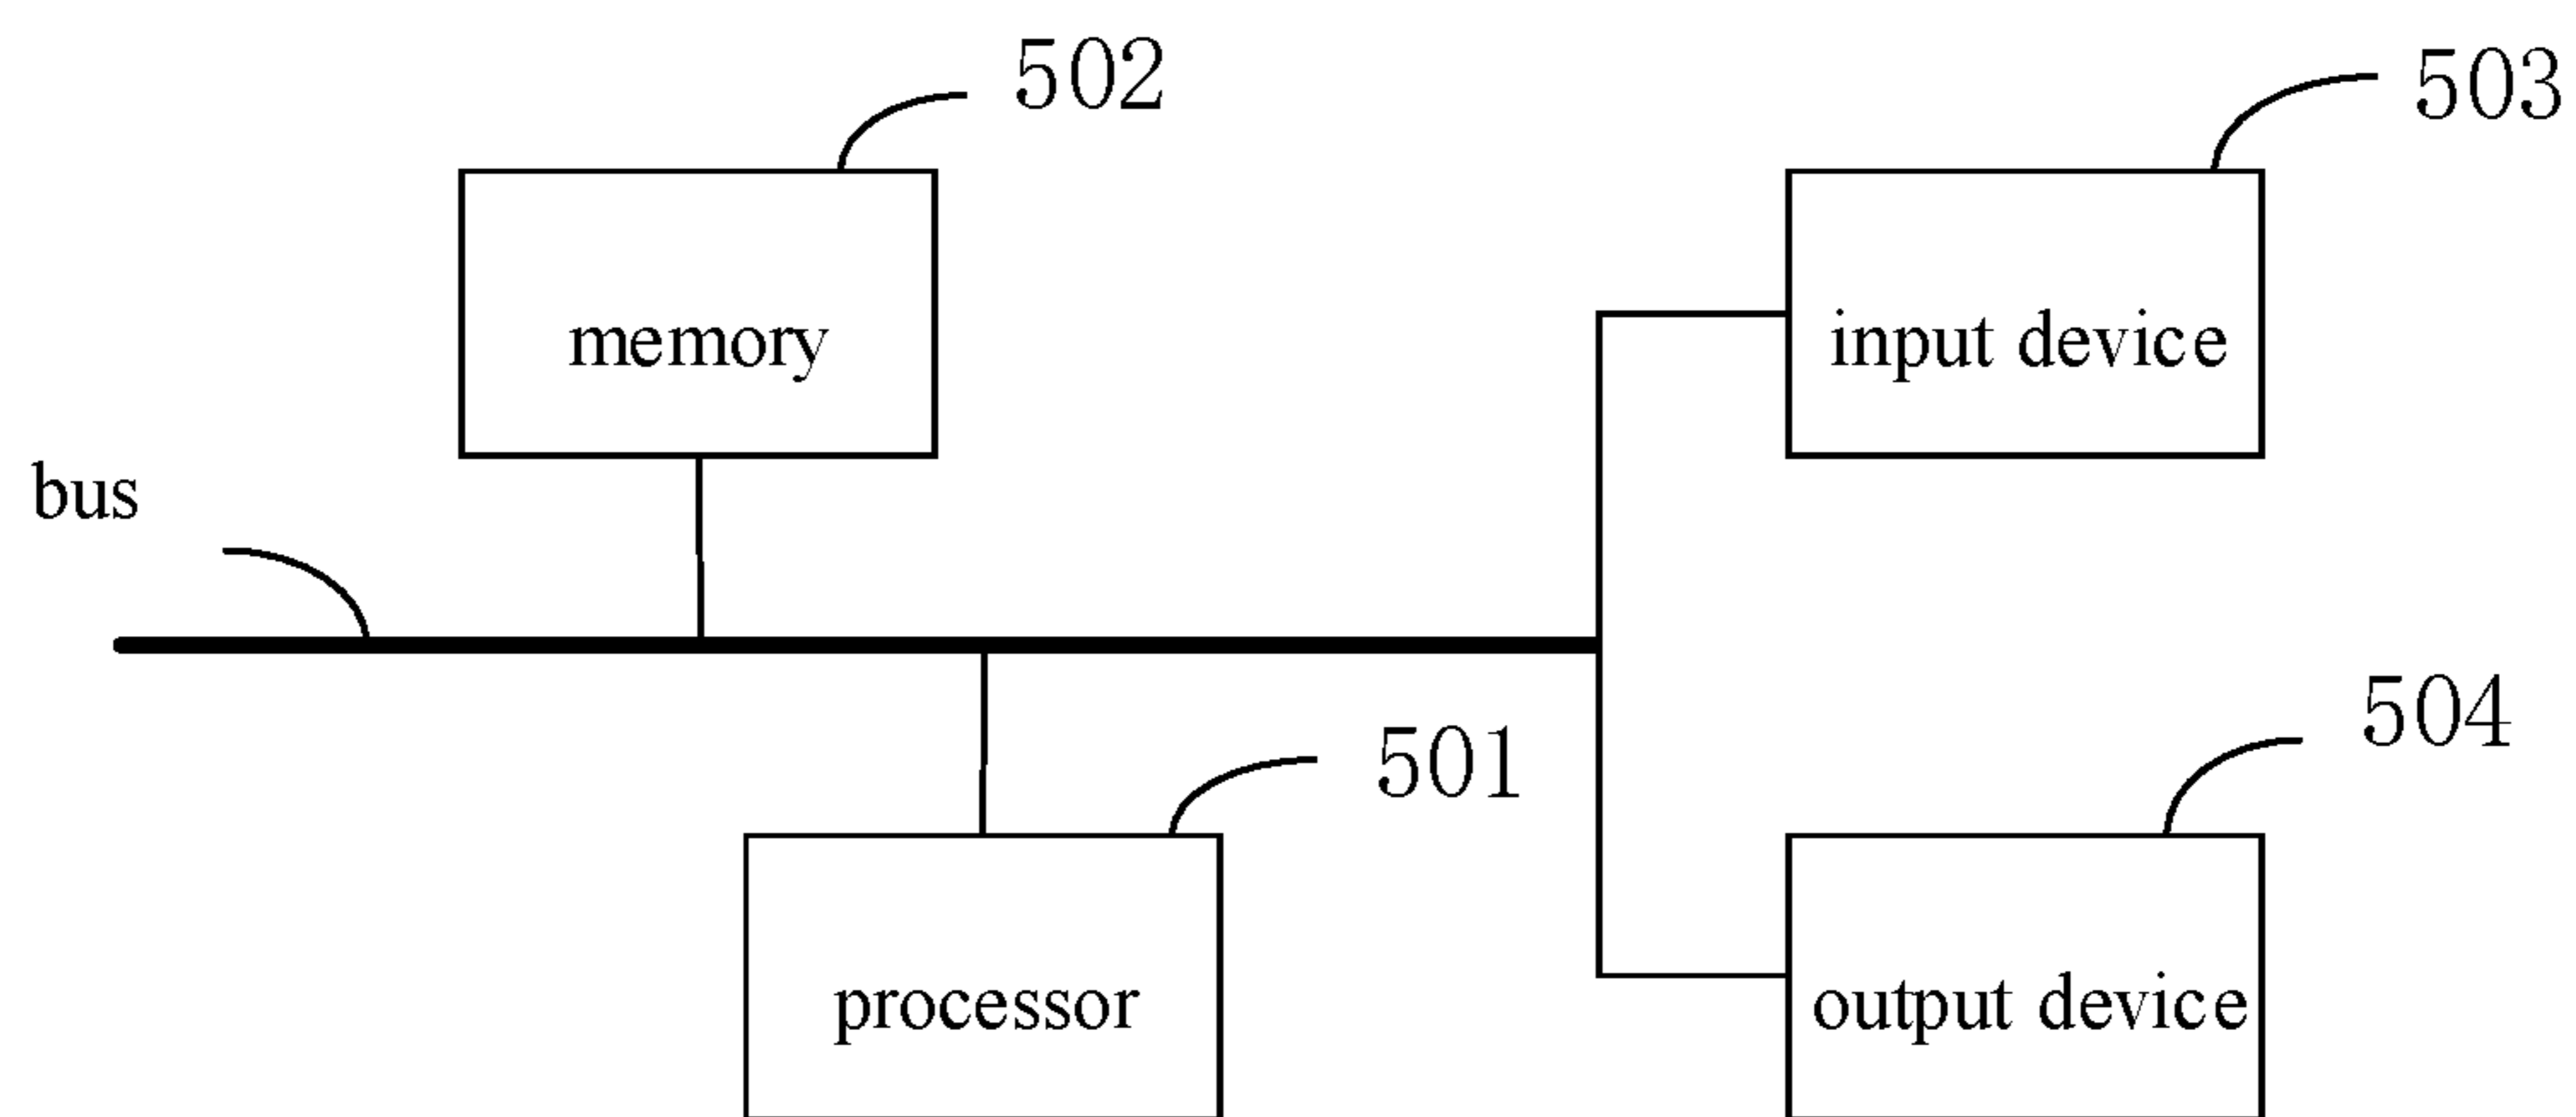 502
503
memory
input device
bus
504
501
processor
output device